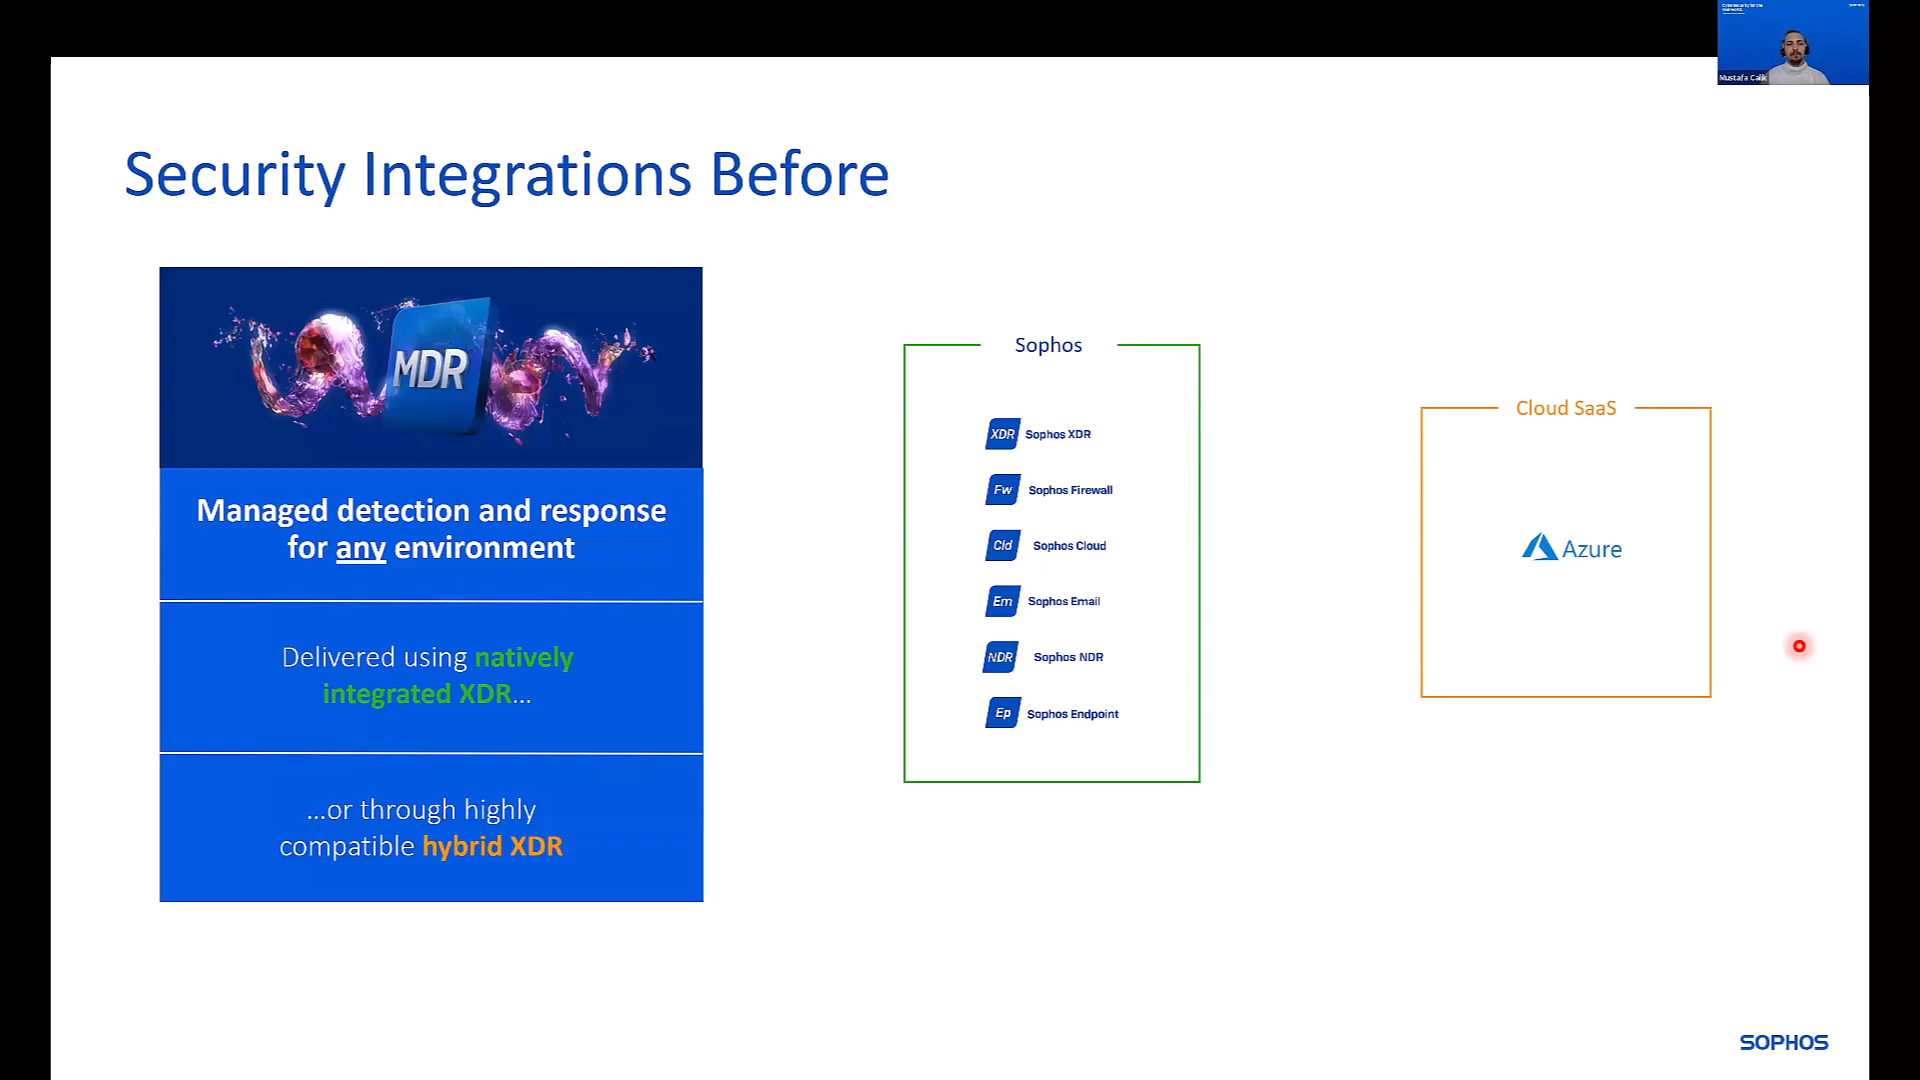 Mustafa Calik
Security Integrations Before
MDR
Managed detection and response
for any environment
Delivered using natively
integrated XDR...
...or through highly
compatible hybrid XDR
Sophos
XDR Sophos XDR
Fw Sophos Firewall
Cld Sophos Cloud
Em Sophos Email
NDR Sophos NDR
Ep Sophos Endpoint
Cloud SaaS
Azure
SOPHOS